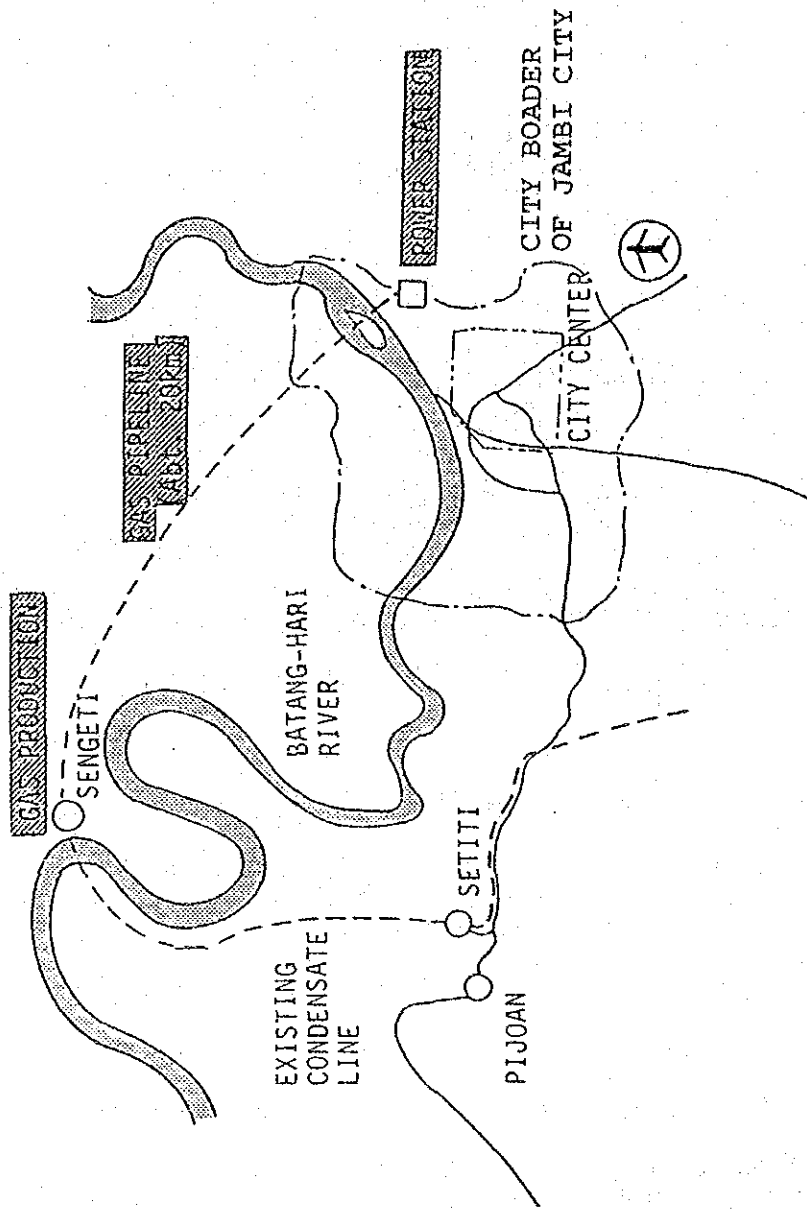 GAS PRODUCTION
SENGETI
GAS PIPELINE
(Abt. 20km)
POWER STATION
BATANG-HARI
RIVER
EXISTING
CONDENSATE
LINE
SETITI
PIJOAN
CITY BOADER
OF JAMBI CITY
CITY CENTER